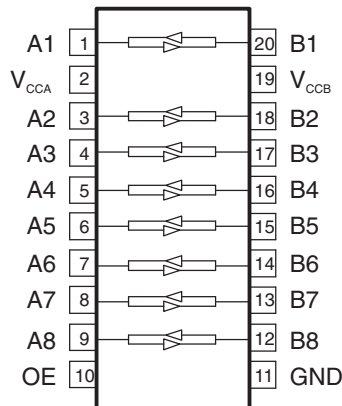 A1 1 20 B1
VCCA 2 19 VCCB
A2 3 18 B2
A3 4 17 B3
A4 5 16 B4
A5 6 15 B5
A6 7 14 B6
A7 8 13 B7
A8 9 12 B8
OE 10 11 GND